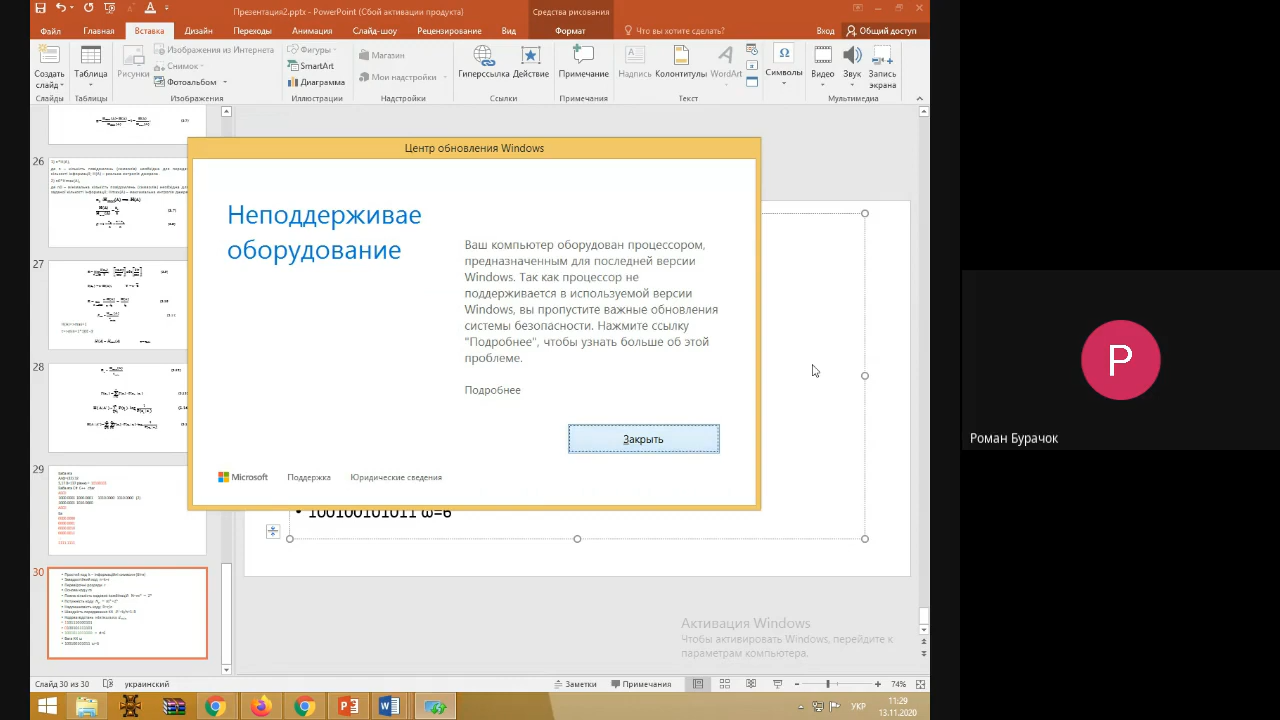 Презентация2.pptx - PowerPoint (Сбой активации продукта)
Средства рисования
Файл
Главная
Вставка
Дизайн
Переходы
Анимация
Слайд-шоу
Рецензирование
Вид
Формат
Что вы хотите сделать?
Вход
Общий доступ
Создать слайд
Таблица
Рисунки
Изображения из Интернета
Снимок
Фотоальбом
Фигуры
SmartArt
Диаграмма
Магазин
Мои надстройки
Гиперссылка
Действие
Примечание
Надпись
Колонтитулы
WordArt
Символы
Видео
Звук
Запись экрана
Слайды
Таблицы
Изображения
Иллюстрации
Надстройки
Ссылки
Примечания
Текст
Мультимедиа
26
27
28
29
30
Центр обновления Windows
Неподдерживае
оборудование
Ваш компьютер оборудован процессором,
предназначенным для последней версии
Windows. Так как процессор не
поддерживается в используемой версии
Windows, вы пропустите важные обновления
системы безопасности. Нажмите ссылку
"Подробнее", чтобы узнать больше об этой
проблеме.
Подробнее
Закрыть
Microsoft
Поддержка
Юридические сведения
• 100100101011 ω=6
Активация Windows
Чтобы активировать Windows, перейдите к
параметрам компьютера.
Р
Роман Бурачок
Слайд 30 из 30
украинский
Заметки
Примечания
74%
УКР
11:29
13.11.2020